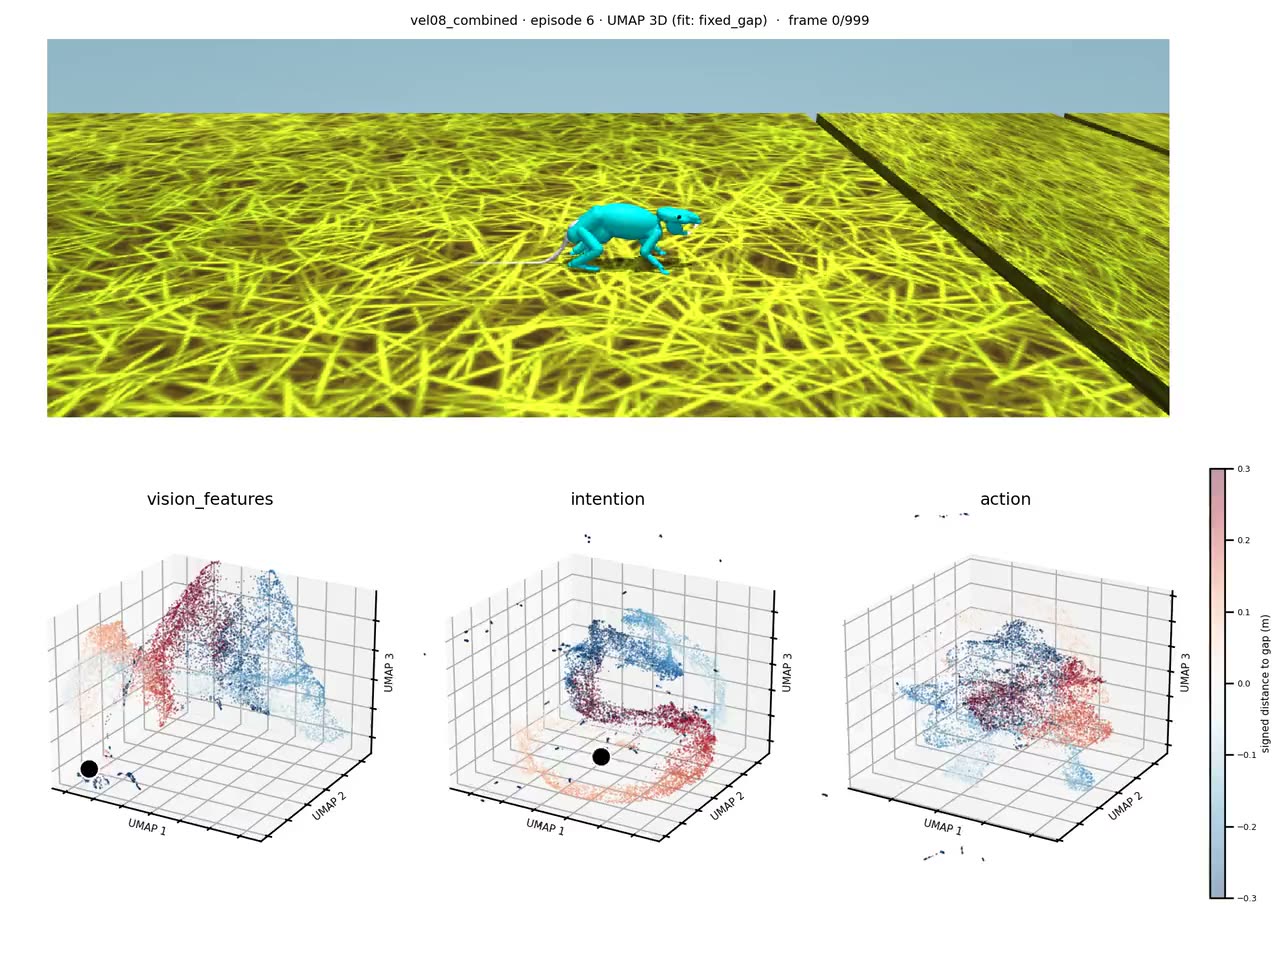 vel08_combined · episode 6 · UMAP 3D (fit: fixed_gap)  ·  frame 0/999
vision_features
intention
action
UMAP 1
UMAP 2
UMAP 3
UMAP 1
UMAP 2
UMAP 3
UMAP 1
UMAP 2
UMAP 3
0.3
0.2
0.1
0.0
−0.1
−0.2
−0.3
signed distance to gap (m)